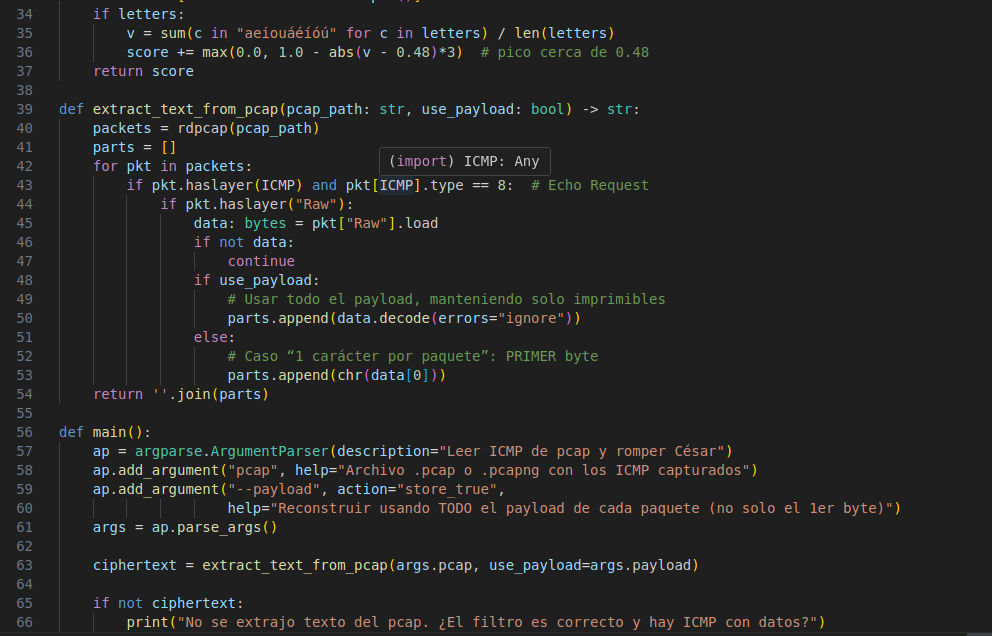 34 if letters:
35 v = sum(c in "aeiouáéíóú" for c in letters) / len(letters)
36 score += max(0.0, 1.0 - abs(v - 0.48)*3)  # pico cerca de 0.48
37 return score
38
39 def extract_text_from_pcap(pcap_path: str, use_payload: bool) -> str:
40 packets = rdpcap(pcap_path)
41 parts = []
42 for pkt in packets:
(import) ICMP: Any
43 if pkt.haslayer(ICMP) and pkt[ICMP].type == 8:  # Echo Request
44 if pkt.haslayer("Raw"):
45 data: bytes = pkt["Raw"].load
46 if not data:
47 continue
48 if use_payload:
49 # Usar todo el payload, manteniendo solo imprimibles
50 parts.append(data.decode(errors="ignore"))
51 else:
52 # Caso “1 carácter por paquete”: PRIMER byte
53 parts.append(chr(data[0]))
54 return ''.join(parts)
55
56 def main():
57 ap = argparse.ArgumentParser(description="Leer ICMP de pcap y romper César")
58 ap.add_argument("pcap", help="Archivo .pcap o .pcapng con los ICMP capturados")
59 ap.add_argument("--payload", action="store_true",
60 help="Reconstruir usando TODO el payload de cada paquete (no solo el 1er byte)")
61 args = ap.parse_args()
62
63 ciphertext = extract_text_from_pcap(args.pcap, use_payload=args.payload)
64
65 if not ciphertext:
66 print("No se extrajo texto del pcap. ¿El filtro es correcto y hay ICMP con datos?")